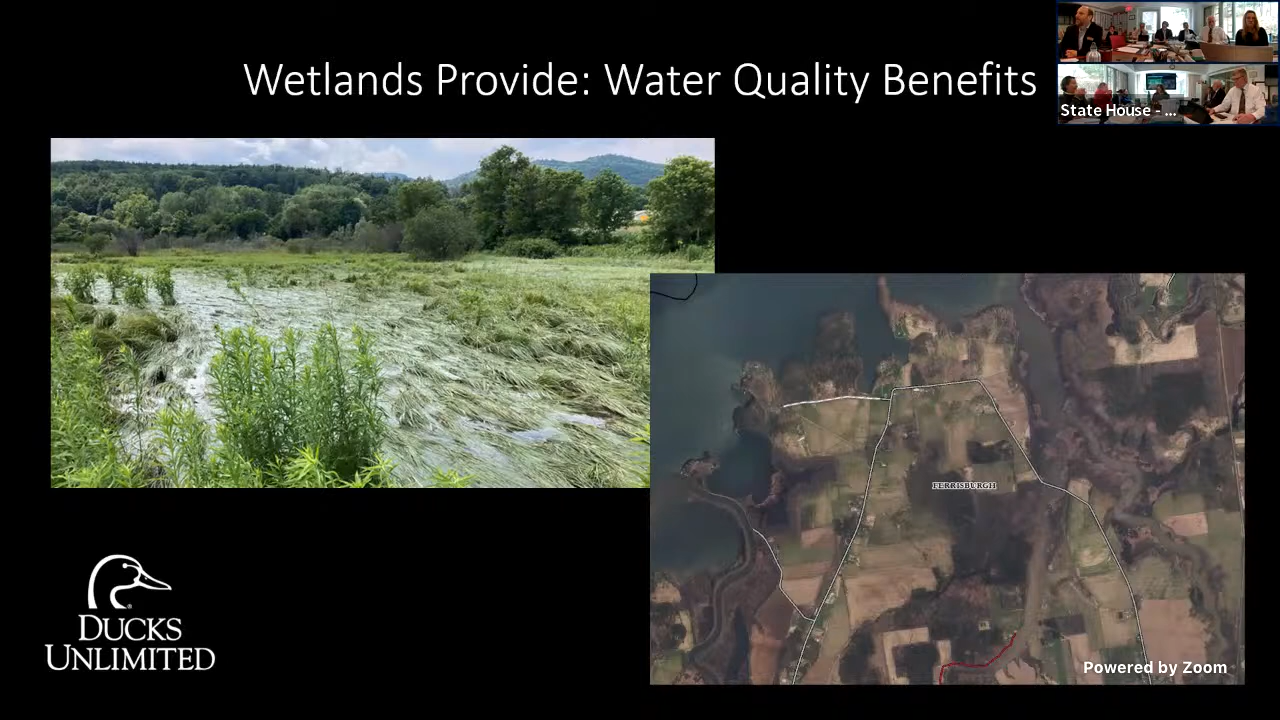 Wetlands Provide: Water Quality Benefits
State House - ...
FERRISBURGH
DUCKS
UNLIMITED
Powered by Zoom